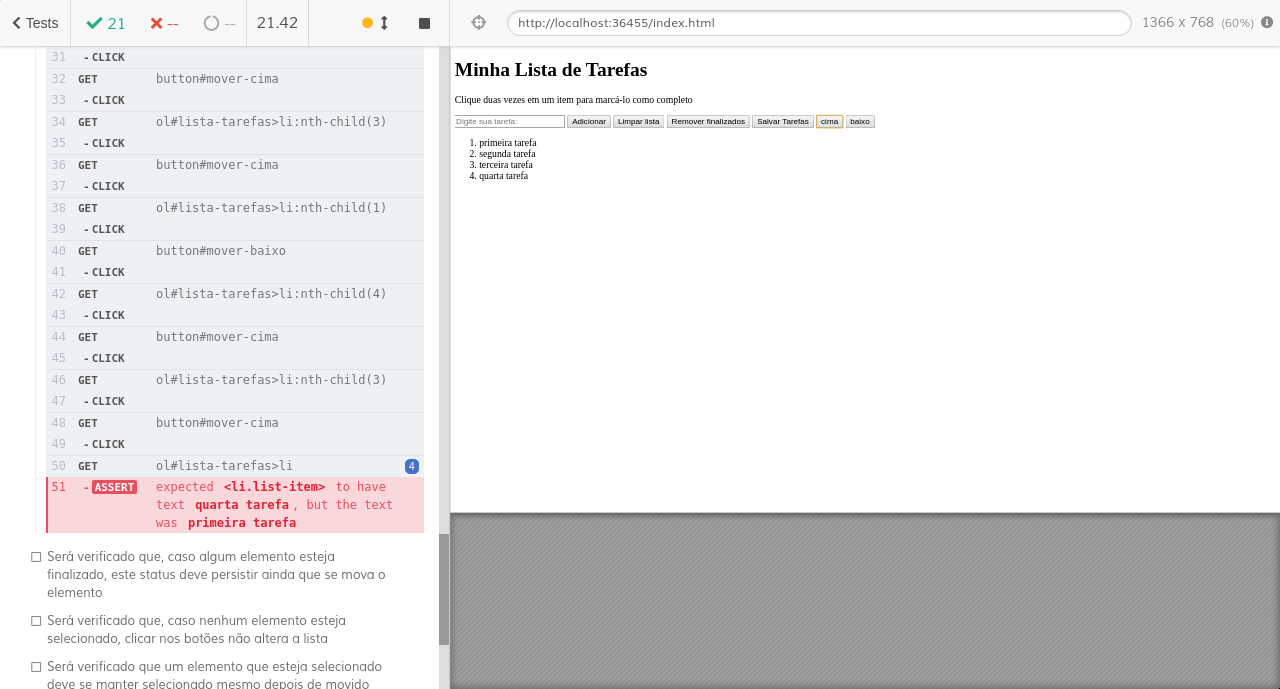 Tests
21
--
--
21.42
http://localhost:36455/index.html
1366 x 768 (60%)
31 - CLICK
32 GET button#mover-cima
33 - CLICK
34 GET ol#lista-tarefas>li:nth-child(3)
35 - CLICK
36 GET button#mover-cima
37 - CLICK
38 GET ol#lista-tarefas>li:nth-child(1)
39 - CLICK
40 GET button#mover-baixo
41 - CLICK
42 GET ol#lista-tarefas>li:nth-child(4)
43 - CLICK
44 GET button#mover-cima
45 - CLICK
46 GET ol#lista-tarefas>li:nth-child(3)
47 - CLICK
48 GET button#mover-cima
49 - CLICK
50 GET ol#lista-tarefas>li 4
51 - ASSERT expected <li.list-item> to have
text quarta tarefa , but the text
was primeira tarefa
Será verificado que, caso algum elemento esteja
finalizado, este status deve persistir ainda que se mova o
elemento
Será verificado que, caso nenhum elemento esteja
selecionado, clicar nos botões não altera a lista
Será verificado que um elemento que esteja selecionado
deve se manter selecionado mesmo depois de movido
Minha Lista de Tarefas
Clique duas vezes em um item para marcá-lo como completo
Digite sua tarefa: Adicionar Limpar lista Remover finalizados Salvar Tarefas cima baixo
1. primeira tarefa
2. segunda tarefa
3. terceira tarefa
4. quarta tarefa